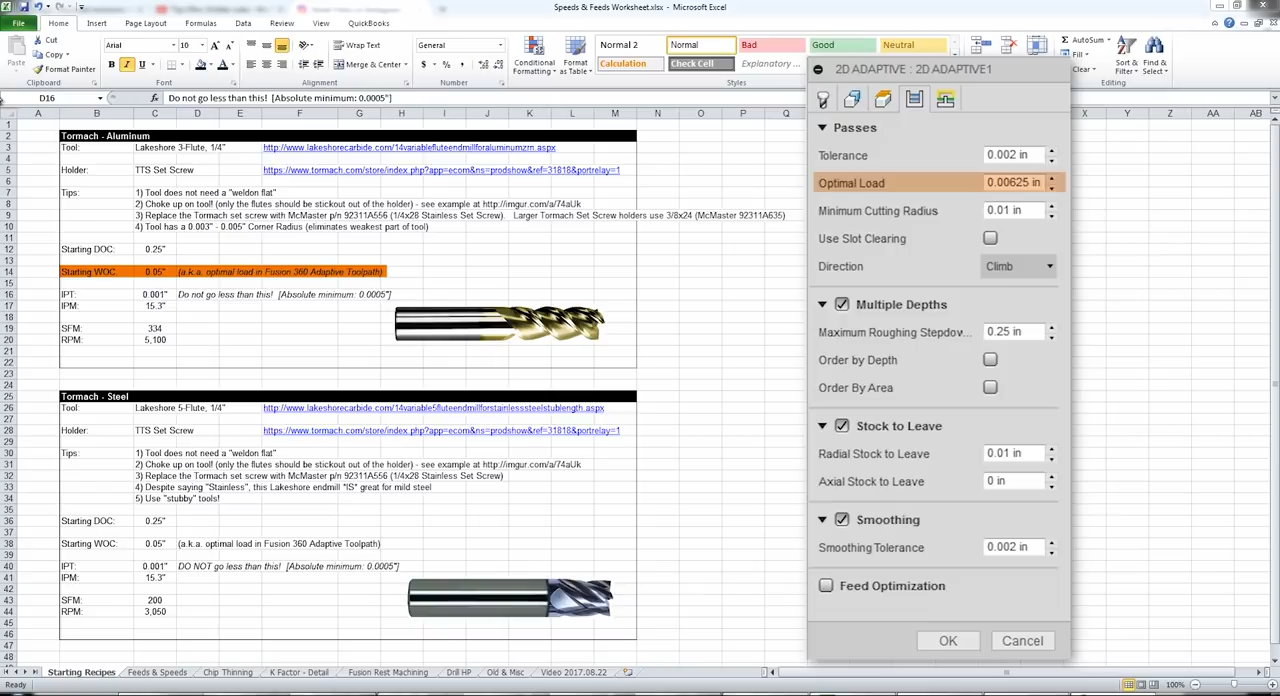 Speeds & Feeds Worksheet.xlsx - Microsoft Excel
File Home Insert Page Layout Formulas Data Review View QuickBooks
Paste Cut Copy Format Painter Clipboard
Arial 10 B I U Font
Wrap Text Merge & Center Alignment
General $ % , Number
Conditional Formatting Format as Table
Normal 2 Normal Bad Good Neutral
Calculation Check Cell Explanatory ... Styles
AutoSum Fill Clear Sort & Filter Find & Select Editing
D16 fx Do not go less than this! [Absolute minimum: 0.0005"]
A B C D E F G H I J K L M N O P Q X Y Z AA AB
Tormach - Aluminum
Tool: Lakeshore 3-Flute, 1/4" http://www.lakeshorecarbide.com/14variablefluteendmillforaluminumzrn.aspx
Holder: TTS Set Screw https://www.tormach.com/store/index.php?app=ecom&ns=prodshow&ref=31818&portrelay=1
Tips: 1) Tool does not need a "weldon flat"
2) Choke up on tool! (only the flutes should be stickout out of the holder) - see example at http://imgur.com/a/74aUk
3) Replace the Tormach set screw with McMaster p/n 92311A556 (1/4x28 Stainless Set Screw). Larger Tormach Set Screw holders use 3/8x24 (McMaster 92311A635)
4) Tool has a 0.003" - 0.005" Corner Radius (eliminates weakest part of tool)
Starting DOC: 0.25"
Starting WOC: 0.05" (a.k.a. optimal load in Fusion 360 Adaptive Toolpath)
IPT: 0.001" Do not go less than this! [Absolute minimum: 0.0005"]
IPM: 15.3"
SFM: 334
RPM: 5,100
Tormach - Steel
Tool: Lakeshore 5-Flute, 1/4" http://www.lakeshorecarbide.com/14variable5fluteendmillforstainlesssteelstublength.aspx
Holder: TTS Set Screw https://www.tormach.com/store/index.php?app=ecom&ns=prodshow&ref=31818&portrelay=1
Tips: 1) Tool does not need a "weldon flat"
2) Choke up on tool! (only the flutes should be stickout out of the holder) - see example at http://imgur.com/a/74aUk
3) Replace the Tormach set screw with McMaster p/n 92311A556 (1/4x28 Stainless Set Screw)
4) Despite saying "Stainless", this Lakeshore endmill *IS* great for mild steel
5) Use "stubby" tools!
Starting DOC: 0.25"
Starting WOC: 0.05" (a.k.a. optimal load in Fusion 360 Adaptive Toolpath)
IPT: 0.001" DO NOT go less than this! [Absolute minimum: 0.0005"]
IPM: 15.3"
SFM: 200
RPM: 3,050
2D ADAPTIVE : 2D ADAPTIVE1
Passes
Tolerance 0.002 in
Optimal Load 0.00625 in
Minimum Cutting Radius 0.01 in
Use Slot Clearing
Direction Climb
Multiple Depths
Maximum Roughing Stepdov... 0.25 in
Order by Depth
Order By Area
Stock to Leave
Radial Stock to Leave 0.01 in
Axial Stock to Leave 0 in
Smoothing
Smoothing Tolerance 0.002 in
Feed Optimization
OK Cancel
Starting Recipes Feeds & Speeds Chip Thinning K Factor - Detail Fusion Rest Machining Drill HP Old & Misc Video 2017.08.22
Ready 100%